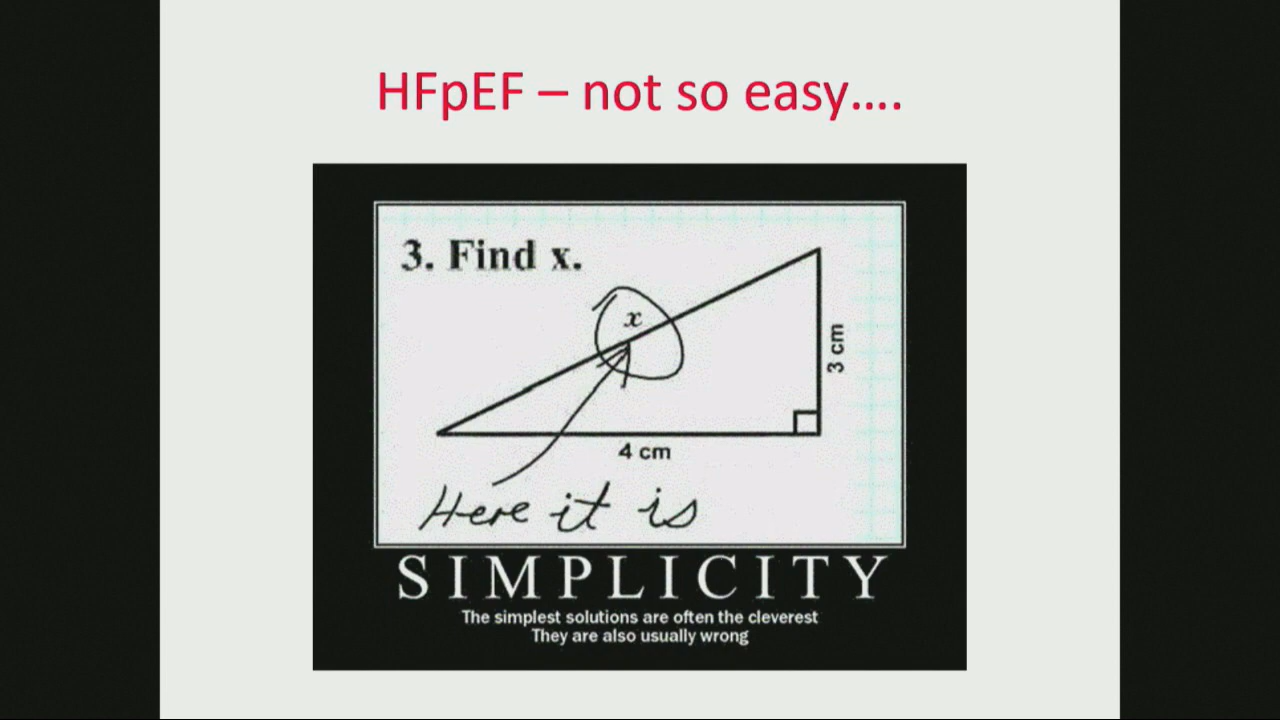 HFpEF – not so easy....
3. Find x.
x
3 cm
4 cm
Here it is
SIMPLICITY
The simplest solutions are often the cleverest
They are also usually wrong